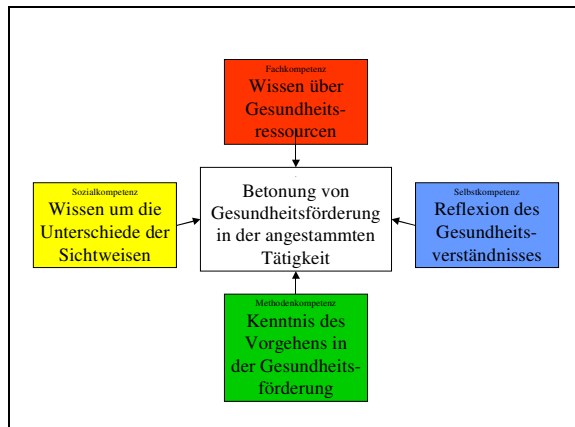 Fachkompetenz
Wissen über
Gesundheits-
ressourcen
Sozialkompetenz
Wissen um die
Unterschiede der
Sichtweisen
Betonung von
Gesundheitsförderung
in der angestammten
Tätigkeit
Selbstkompetenz
Reflexion des
Gesundheits-
verständnisses
Methodenkompetenz
Kenntnis des
Vorgehens in
der Gesundheits-
förderung